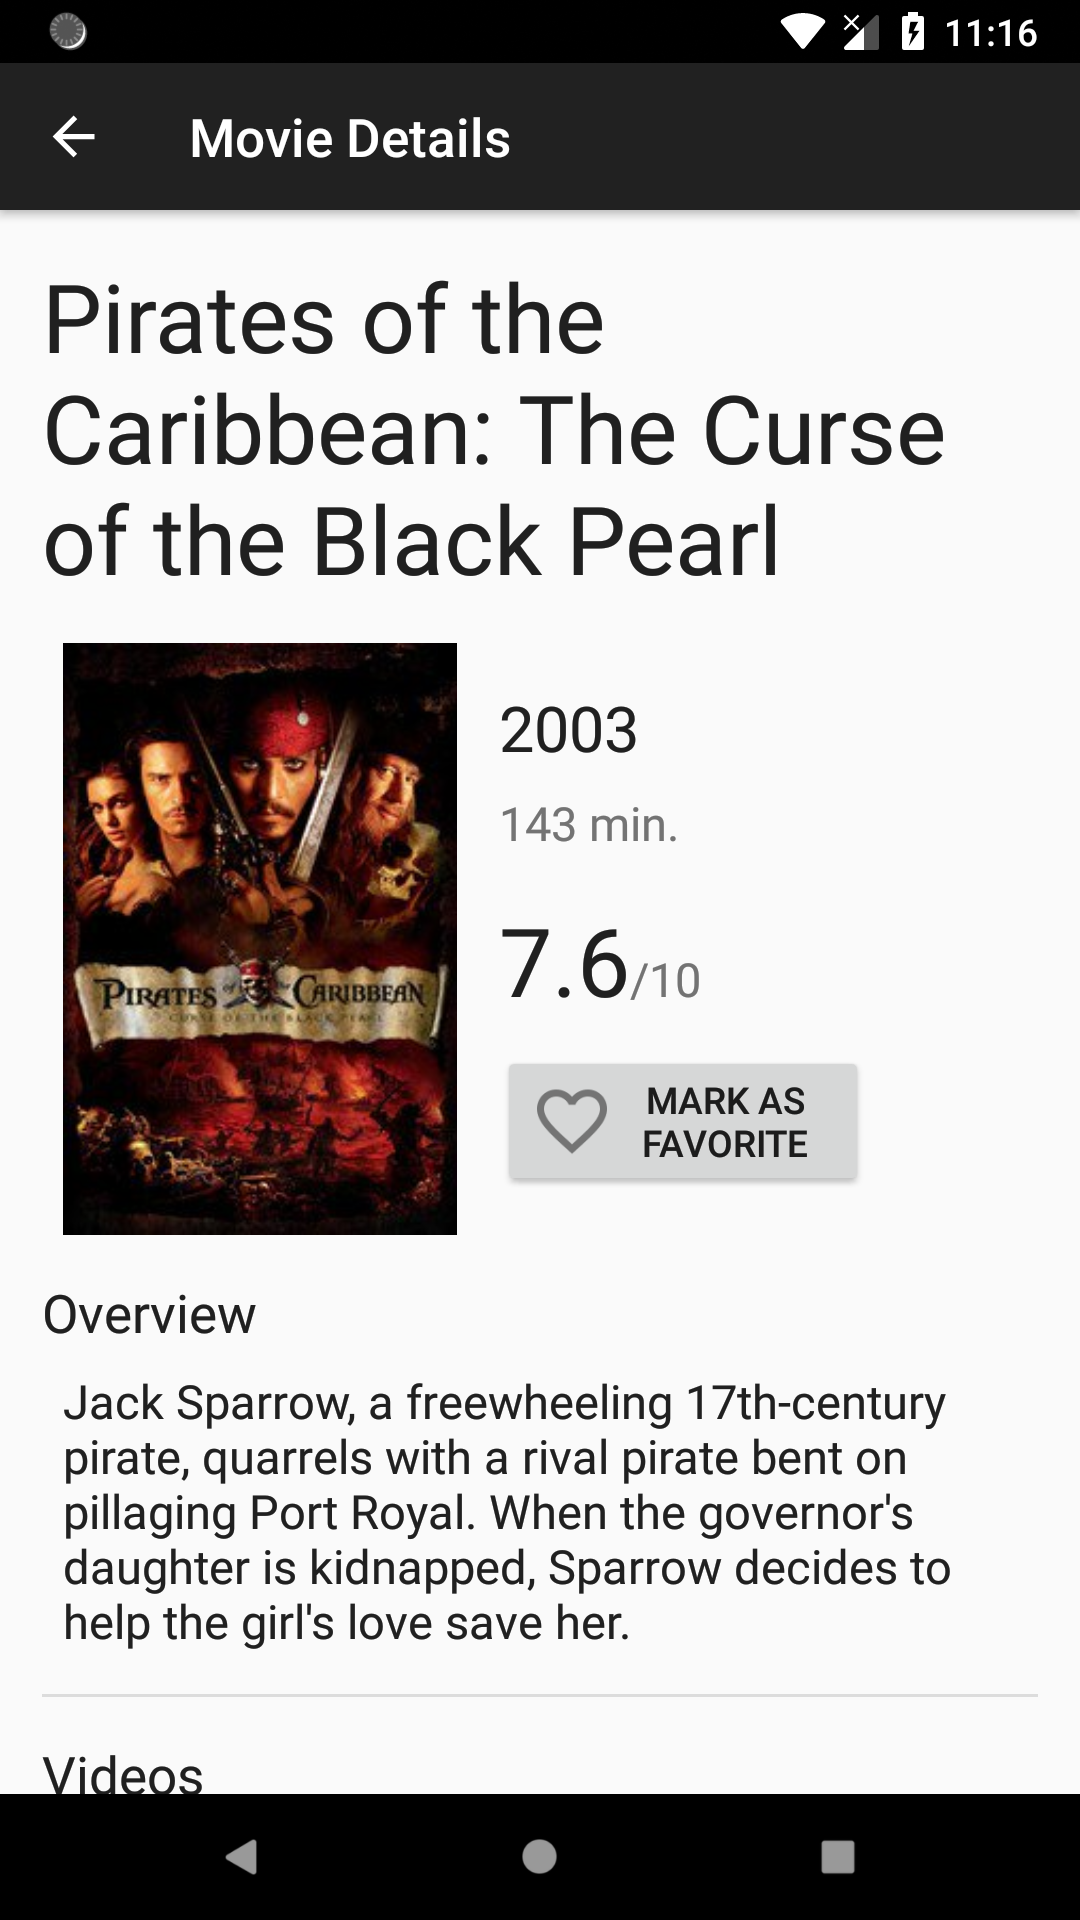 11:16
Movie Details
Pirates of the
Caribbean: The Curse
of the Black Pearl
PIRATES of the CARIBBEAN
CURSE OF THE BLACK PEARL
2003
143 min.
7.6/10
MARK AS
FAVORITE
Overview
Jack Sparrow, a freewheeling 17th-century
pirate, quarrels with a rival pirate bent on
pillaging Port Royal. When the governor's
daughter is kidnapped, Sparrow decides to
help the girl's love save her.
Videos